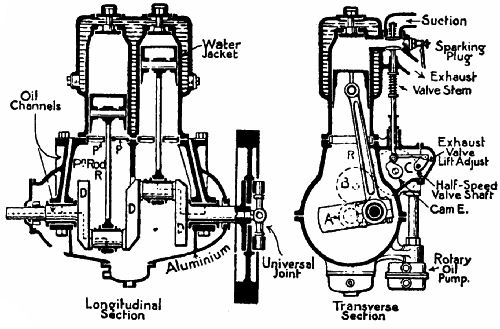 Water
Jacket
Oil
Channels
P
P
Pⁿ Rod
R
D
D
Aluminium
Universal
Joint
Longitudinal
Section
Suction
Sparking
Plug
Exhaust
Valve Stem
Exhaust
Valve
Lift Adjust
R
B
C
A
Half-Speed
Valve Shaft
Cam E.
Rotary
Oil
Pump.
Transverse
Section